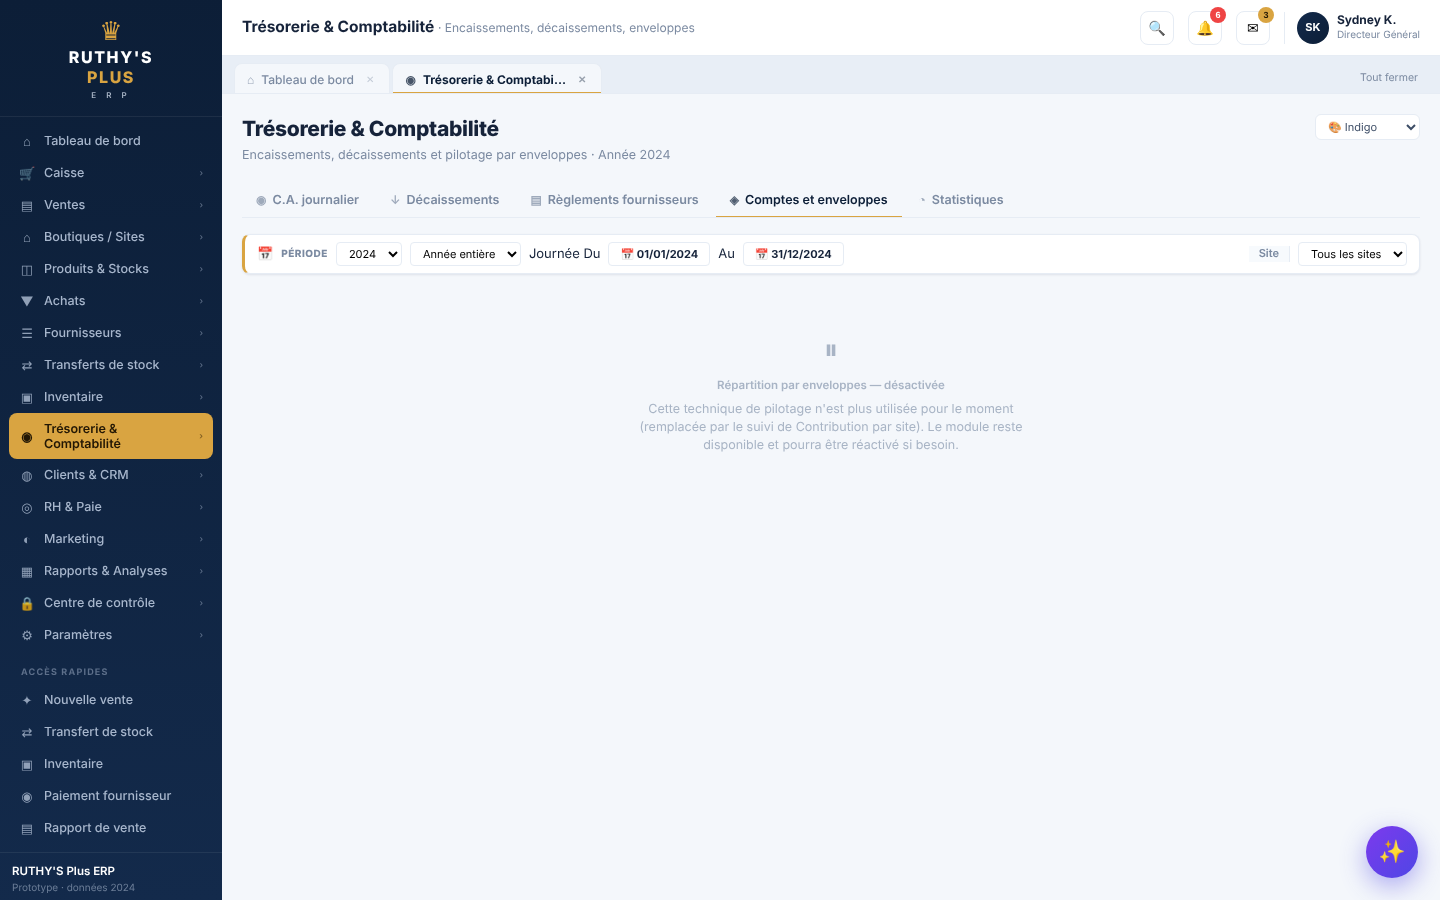 RUTHY'S
PLUS
E R P
Tableau de bord
Caisse
Ventes
Boutiques / Sites
Produits & Stocks
Achats
Fournisseurs
Transferts de stock
Inventaire
Trésorerie &
Comptabilité
Clients & CRM
RH & Paie
Marketing
Rapports & Analyses
Centre de contrôle
Paramètres
ACCÈS RAPIDES
Nouvelle vente
Transfert de stock
Inventaire
Paiement fournisseur
Rapport de vente
RUTHY'S Plus ERP
Prototype · données 2024
Trésorerie & Comptabilité · Encaissements, décaissements, enveloppes
6
3
SK
Sydney K.
Directeur Général
Tableau de bord ×
Trésorerie & Comptabi... ×
Tout fermer
Trésorerie & Comptabilité
Encaissements, décaissements et pilotage par enveloppes · Année 2024
Indigo
C.A. journalier
Décaissements
Règlements fournisseurs
Comptes et enveloppes
Statistiques
PÉRIODE 2024 Année entière Journée Du 01/01/2024 Au 31/12/2024 Site Tous les sites
Répartition par enveloppes — désactivée
Cette technique de pilotage n'est plus utilisée pour le moment
(remplacée par le suivi de Contribution par site). Le module reste
disponible et pourra être réactivé si besoin.